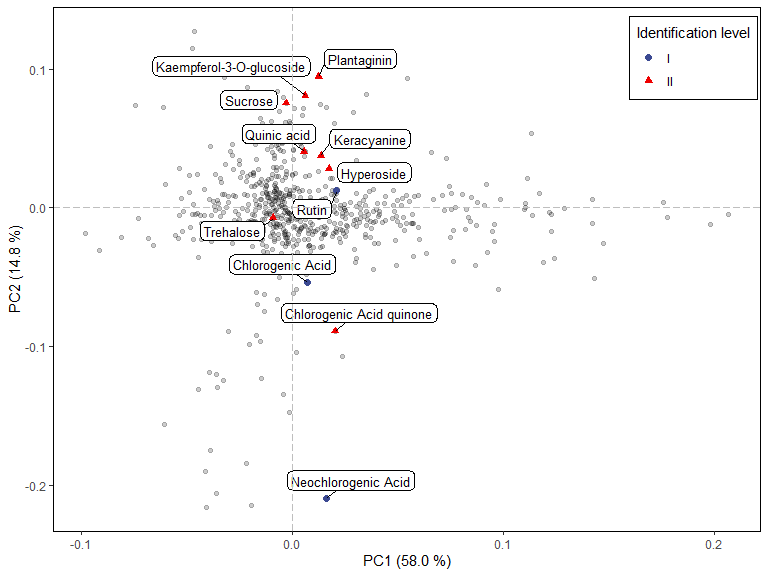 Identification level
I
II
Plantaginin
Kaempferol-3-O-glucoside
Sucrose
Quinic acid
Keracyanine
Hyperoside
Rutin
Trehalose
Chlorogenic Acid
Chlorogenic Acid quinone
Neochlorogenic Acid
0.1
0.0
-0.1
-0.2
PC2 (14.8 %)
-0.1
0.0
0.1
0.2
PC1 (58.0 %)